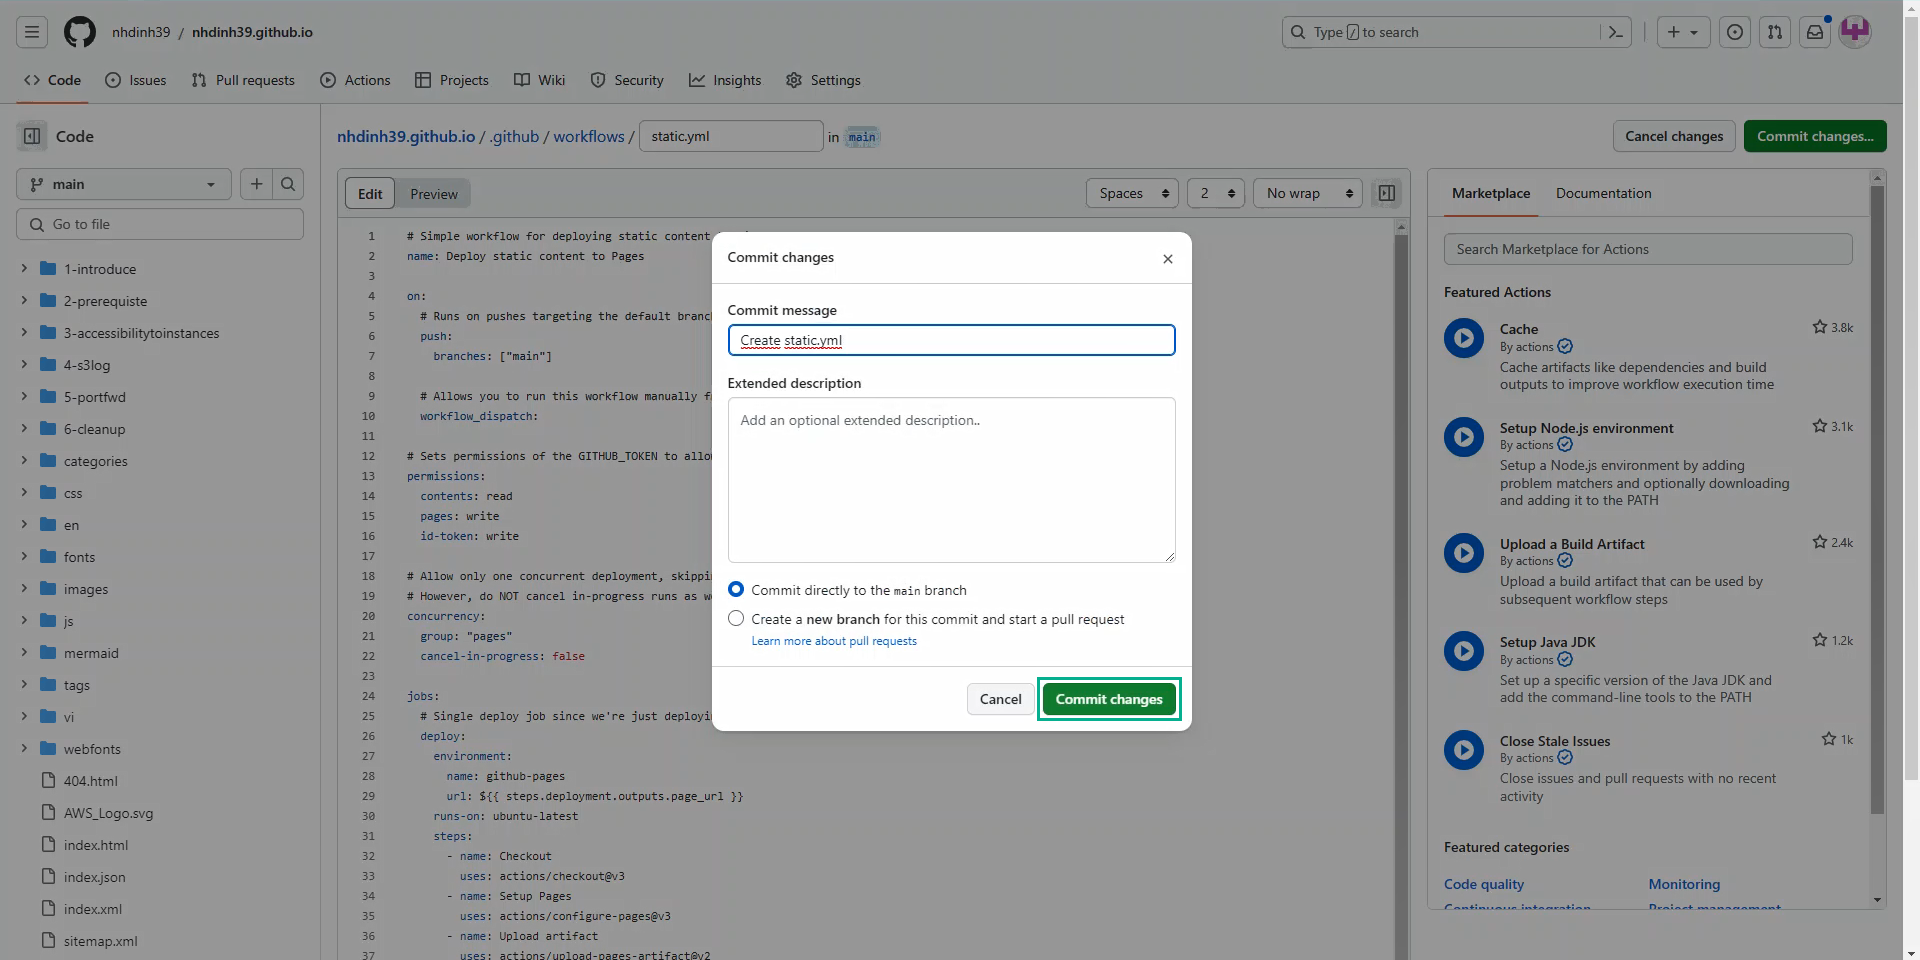 nhdinh39 / nhdinh39.github.io
Type / to search
Code
Issues
Pull requests
Actions
Projects
Wiki
Security
Insights
Settings
Code
main
Go to file
1-introduce
2-prerequiste
3-accessibilitytoinstances
4-s3log
5-portfwd
6-cleanup
categories
css
en
fonts
images
js
mermaid
tags
vi
webfonts
404.html
AWS_Logo.svg
index.html
index.json
index.xml
sitemap.xml
nhdinh39.github.io / .github / workflows / static.yml in main
Cancel changes
Commit changes...
Edit
Preview
Spaces
2
No wrap
1 # Simple workflow for deploying static content
2 name: Deploy static content to Pages
3
4 on:
5 # Runs on pushes targeting the default branc
6 push:
7 branches: ["main"]
8
9 # Allows you to run this workflow manually f
10 workflow_dispatch:
11
12 # Sets permissions of the GITHUB_TOKEN to allo
13 permissions:
14 contents: read
15 pages: write
16 id-token: write
17
18 # Allow only one concurrent deployment, skippi
19 # However, do NOT cancel in-progress runs as w
20 concurrency:
21 group: "pages"
22 cancel-in-progress: false
23
24 jobs:
25 # Single deploy job since we're just deployi
26 deploy:
27 environment:
28 name: github-pages
29 url: ${{ steps.deployment.outputs.page_url }}
30 runs-on: ubuntu-latest
31 steps:
32 - name: Checkout
33 uses: actions/checkout@v3
34 - name: Setup Pages
35 uses: actions/configure-pages@v3
36 - name: Upload artifact
37 uses: actions/upload-pages-artifact@v2
Commit changes
Commit message
Create static.yml
Extended description
Add an optional extended description..
Commit directly to the main branch
Create a new branch for this commit and start a pull request
Learn more about pull requests
Cancel
Commit changes
Marketplace
Documentation
Search Marketplace for Actions
Featured Actions
Cache
3.8k
By actions
Cache artifacts like dependencies and build
outputs to improve workflow execution time
Setup Node.js environment
3.1k
By actions
Setup a Node.js environment by adding
problem matchers and optionally downloading
and adding it to the PATH
Upload a Build Artifact
2.4k
By actions
Upload a build artifact that can be used by
subsequent workflow steps
Setup Java JDK
1.2k
By actions
Set up a specific version of the Java JDK and
add the command-line tools to the PATH
Close Stale Issues
1k
By actions
Close issues and pull requests with no recent
activity
Featured categories
Code quality
Monitoring
Continuous integration
Project management